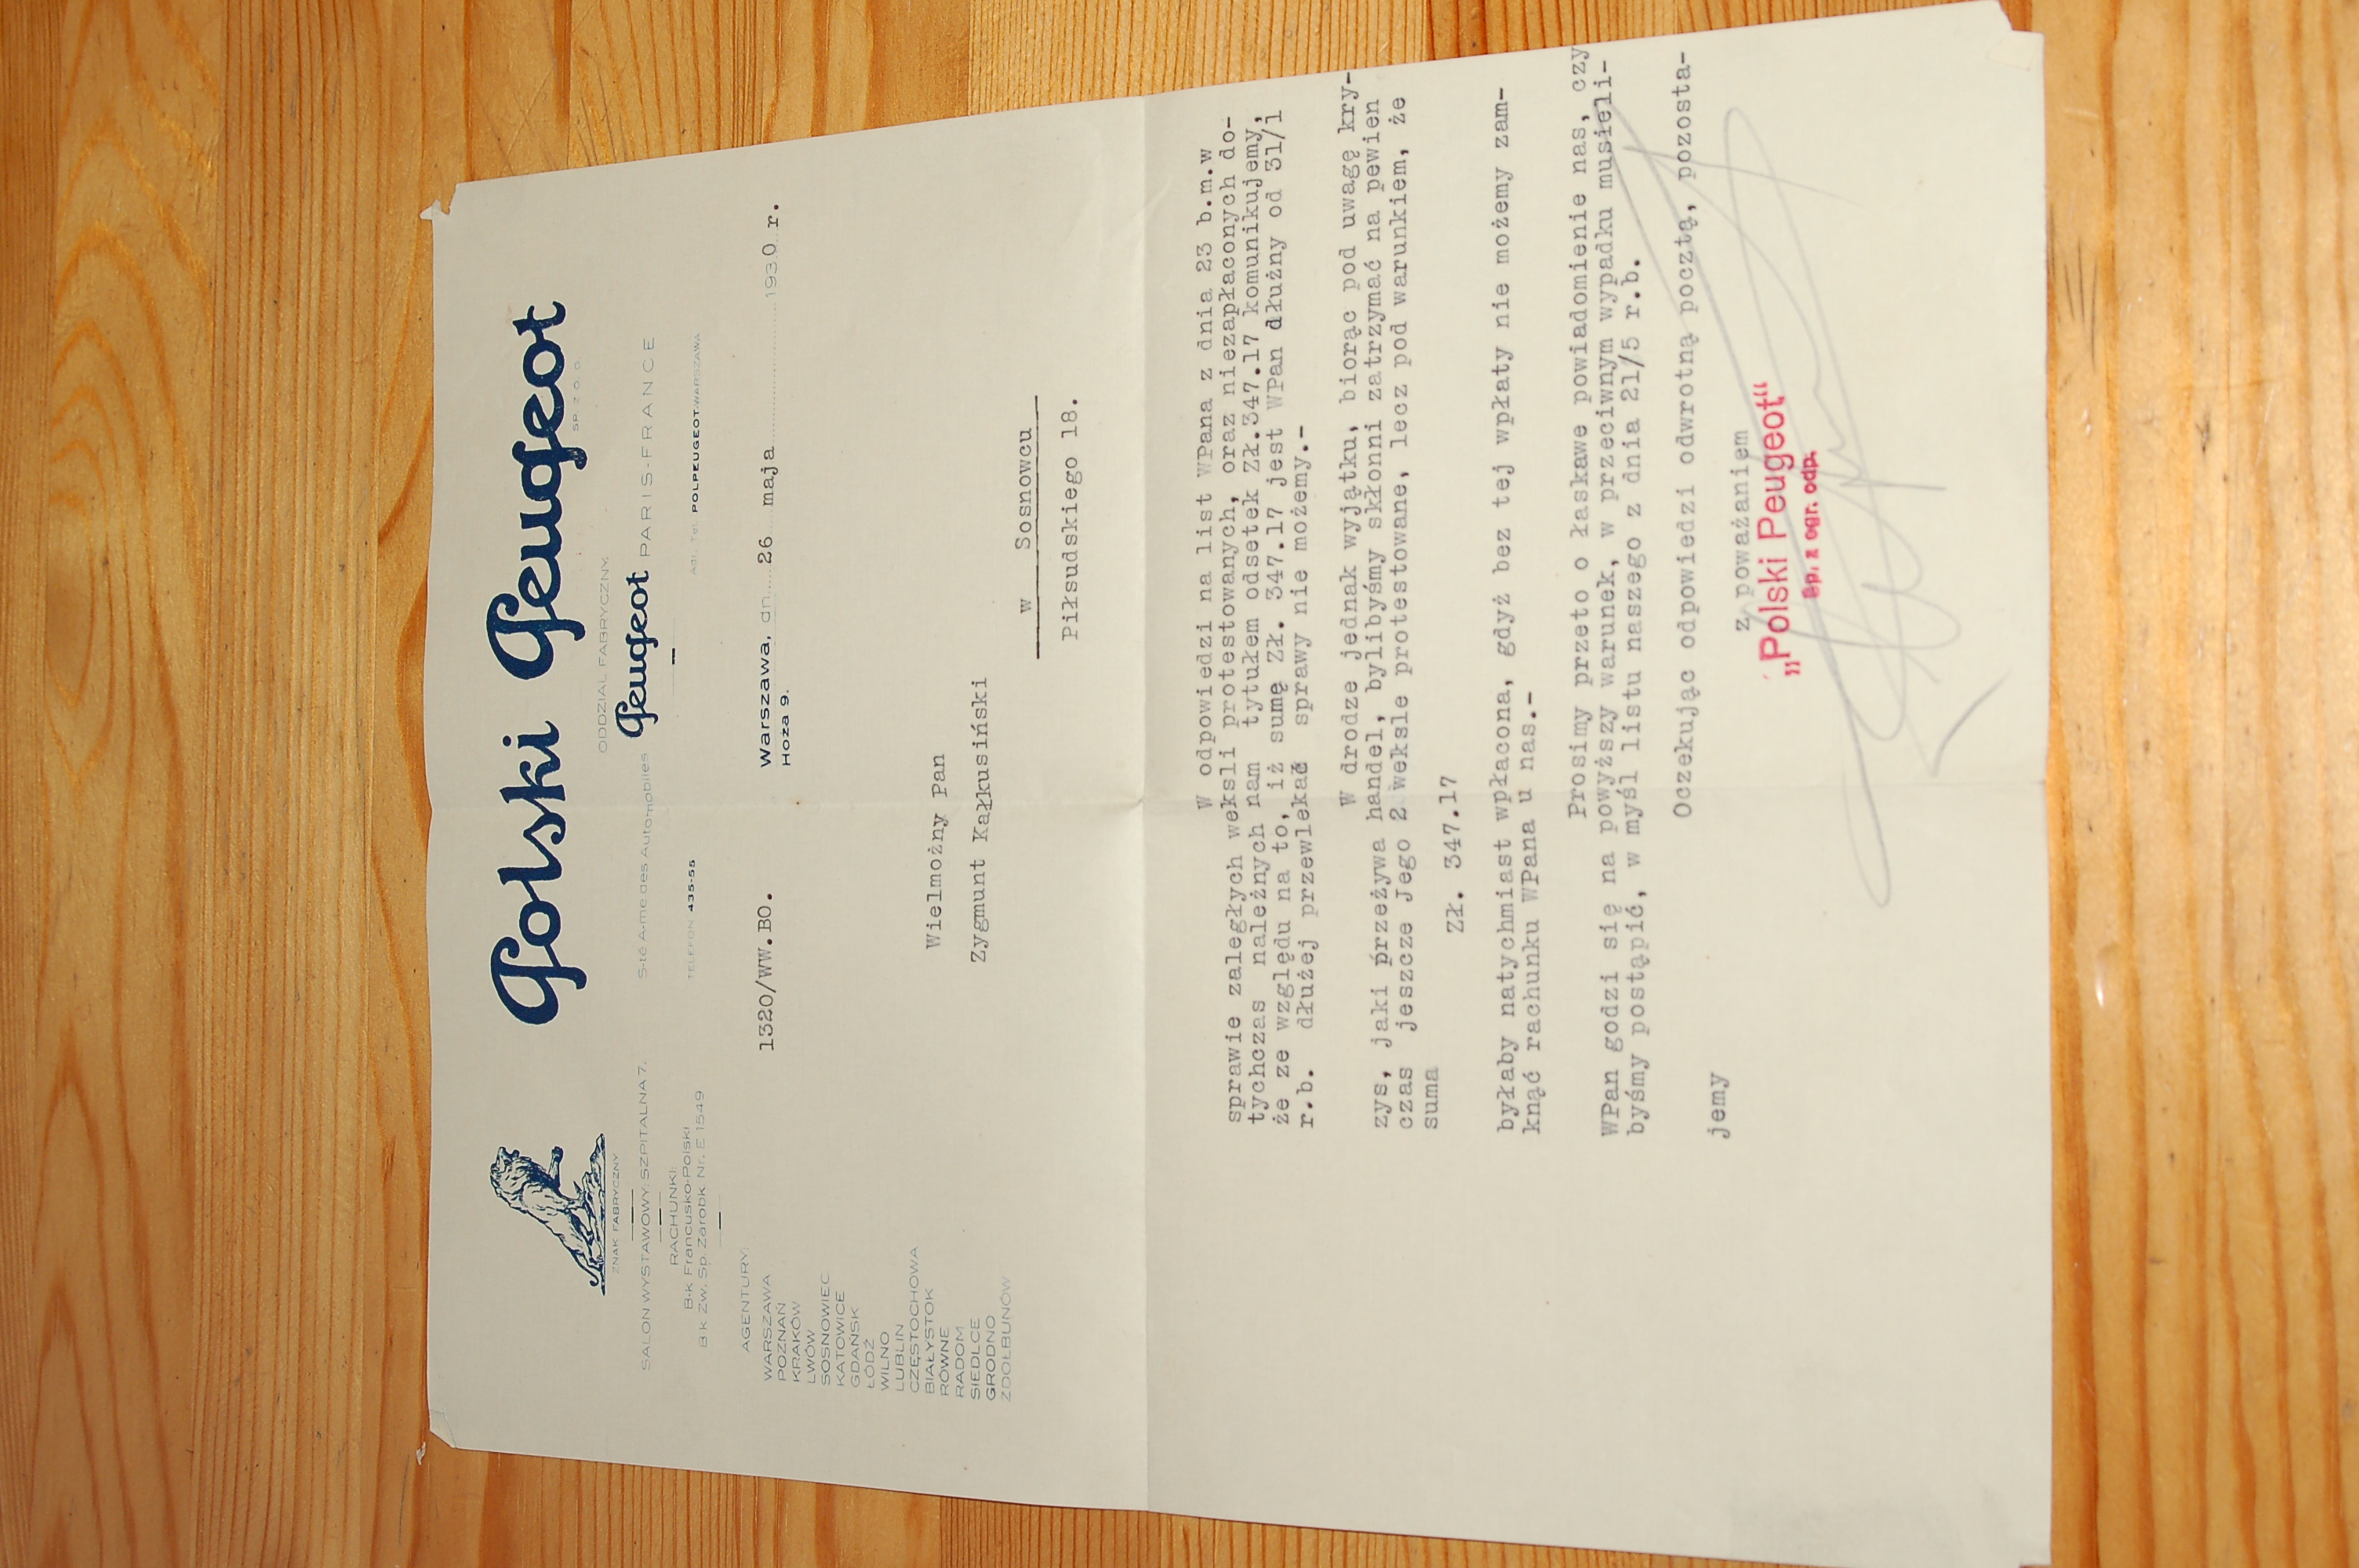 Polski Peugeot
SP. Z O. O.
ODDZIAŁ FABRYCZNY
S-té A-me des Automobiles Peugeot PARIS-FRANCE
TELEFON 435-55
Adr. Tel. POLPEUGEOT-WARSZAWA
ZNAK FABRYCZNY
SALON WYSTAWOWY: SZPITALNA 7.
RACHUNKI:
B-k Francusko-Polski
B-k Zw. Sp. Zarobk. Nr. E 1549
AGENTURY:
WARSZAWA
POZNAŃ
KRAKÓW
LWÓW
SOSNOWIEC
KATOWICE
GDAŃSK
ŁÓDŹ
WILNO
LUBLIN
CZĘSTOCHOWA
BIAŁYSTOK
RÓWNE
RADOM
SIEDLCE
GRODNO
ZDOŁBUNÓW
1320/WW.BO.
Warszawa, dn. 26 maja 1930 r.
Hoża 9.
Wielmożny Pan
Zygmunt Kałkusiński
w Sosnowcu
Piłsudskiego 18.
W odpowiedzi na list WPana z dnia 23 b.m.w
sprawie zaległych weksli protestowanych, oraz niezapłaconych do-
tychczas należnych nam tytułem odsetek Zł.347.17 komunikujemy,
że ze względu na to, iż sumę Zł. 347.17 jest WPan dłużny od 31/1
r.b. dłużej przewlekać sprawy nie możemy.-
W drodze jednak wyjątku, biorąc pod uwagę kry-
zys, jaki przeżywa handel, bylibyśmy skłonni zatrzymać na pewien
czas jeszcze Jego 2 weksle protestowane, lecz pod warunkiem, że
suma
Zł. 347.17
byłaby natychmiast wpłacona, gdyż bez tej wpłaty nie możemy zam-
knąć rachunku WPana u nas.-
Prosimy przeto o łaskawe powiadomienie nas, czy
WPan godzi się na powyższy warunek, w przeciwnym wypadku musieli-
byśmy postąpić, w myśl listu naszego z dnia 21/5 r.b.
Oczekując odpowiedzi odwrotną pocztą, pozosta-
jemy
z poważaniem
„Polski Peugeot"
Sp. z ogr. odp.